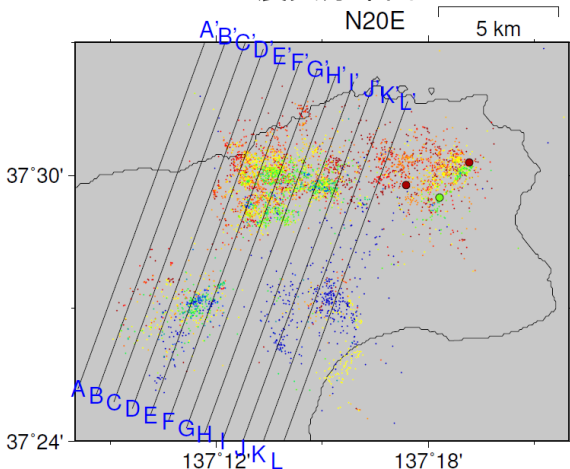 N20E
5 km
A' B' C' D' E' F' G' H' I' J' K' L'
37°30'
A B C D E F G H I J K L
37°24'
137°12' 137°18'